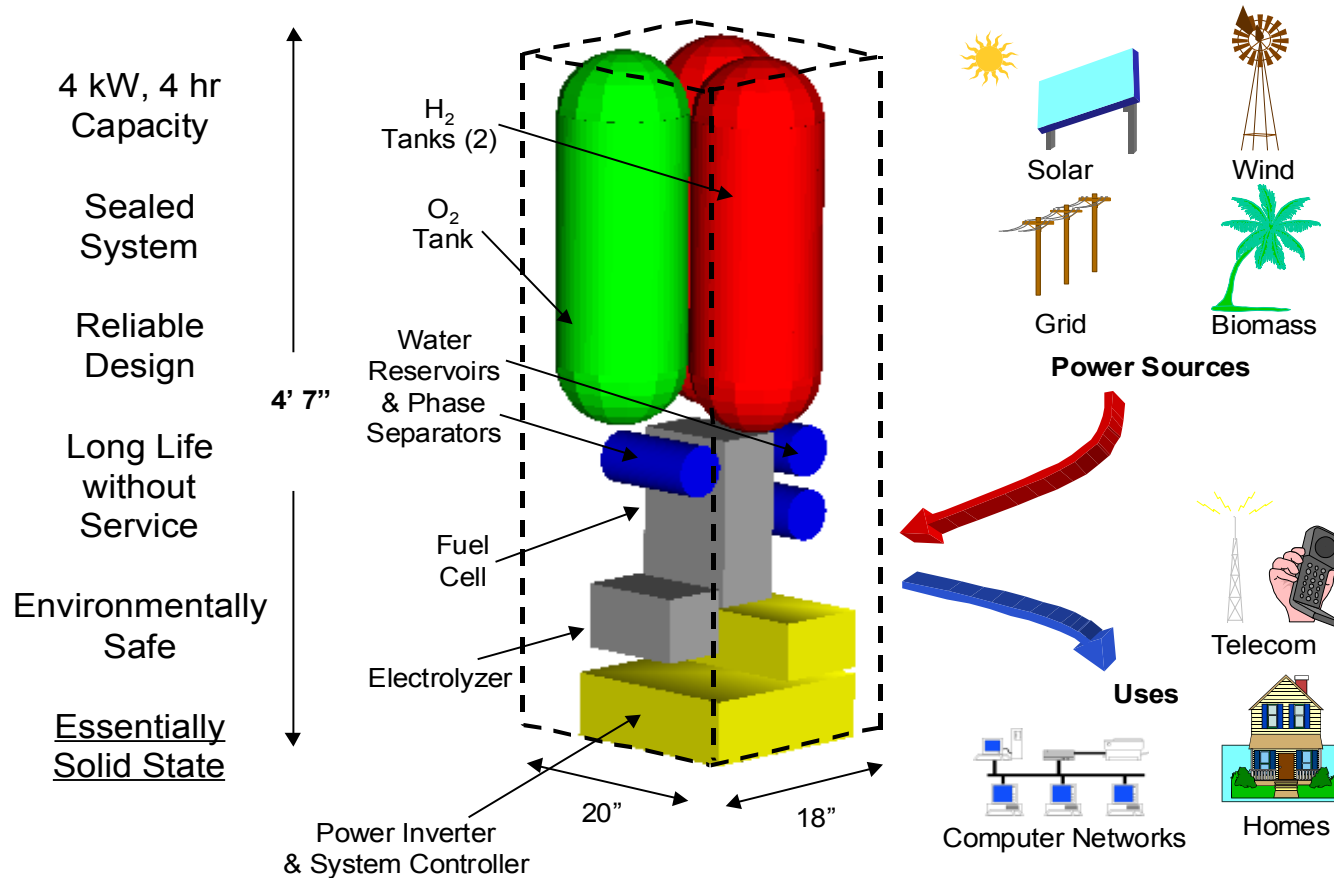 4 kW, 4 hr
Capacity
Sealed
System
Reliable
Design
Long Life
without
Service
Environmentally
Safe
Essentially
Solid State
4’ 7”
H₂
Tanks (2)
O₂
Tank
Water
Reservoirs
& Phase
Separators
Fuel
Cell
Electrolyzer
Power Inverter
& System Controller
20”
18”
Solar
Wind
Grid
Biomass
Power Sources
Telecom
Uses
Computer Networks
Homes